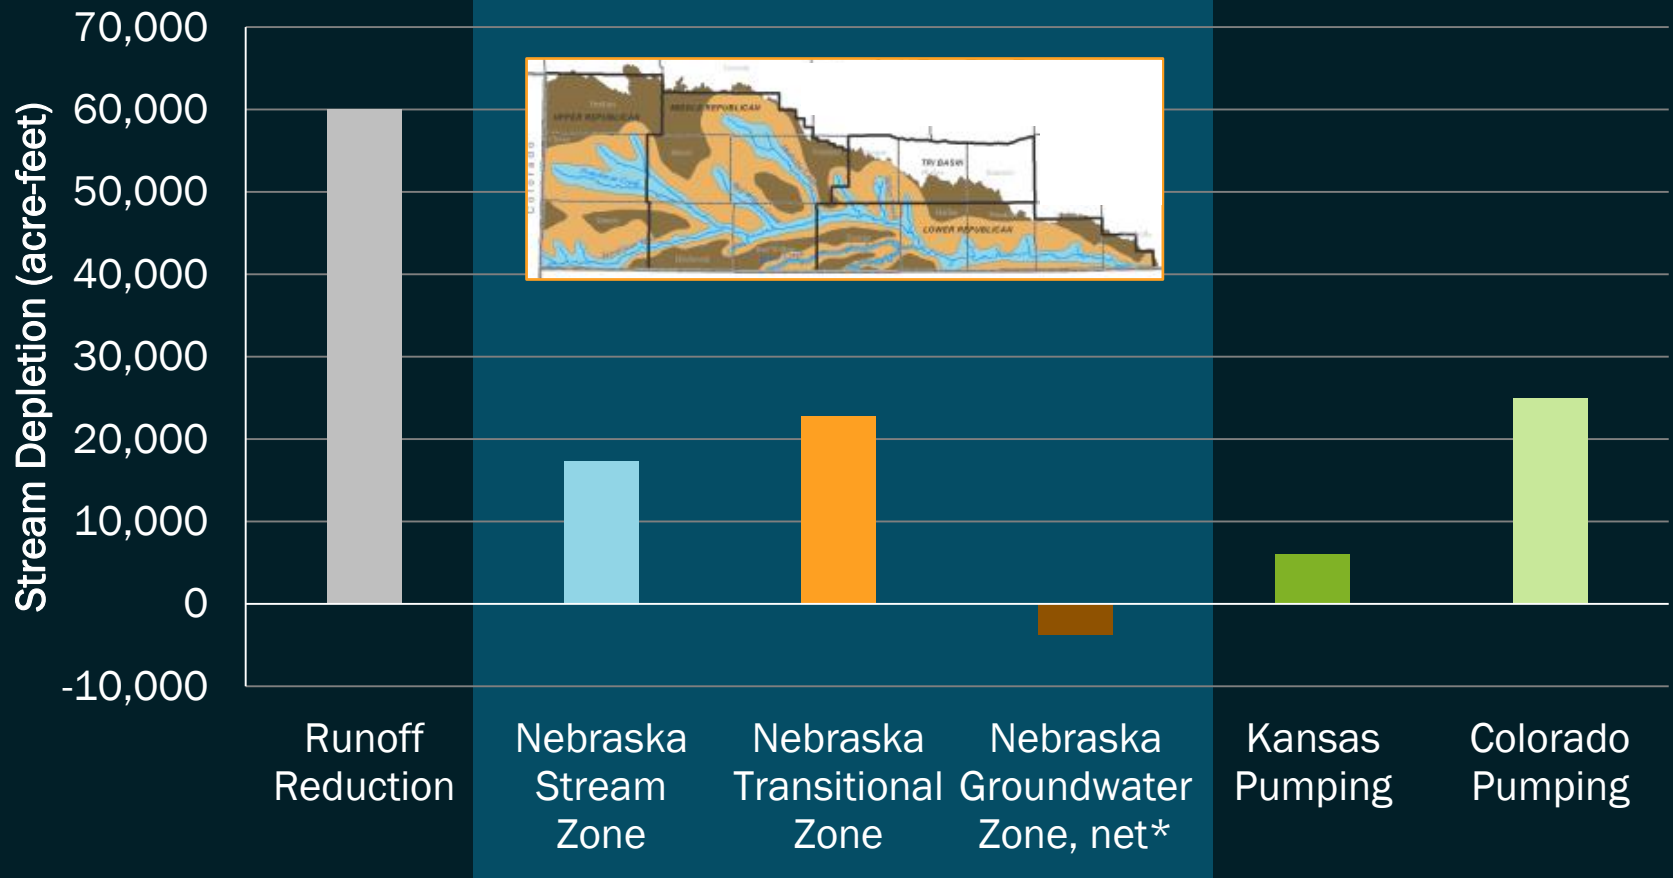 70,000
60,000
50,000
40,000
30,000
20,000
10,000
0
-10,000
Stream Depletion (acre-feet)
UPPER REPUBLICAN
MIDDLE REPUBLICAN
TRI BASIN
LOWER REPUBLICAN
Colorado
Runoff
Reduction
Nebraska
Stream
Zone
Nebraska
Transitional
Zone
Nebraska
Groundwater
Zone, net*
Kansas
Pumping
Colorado
Pumping